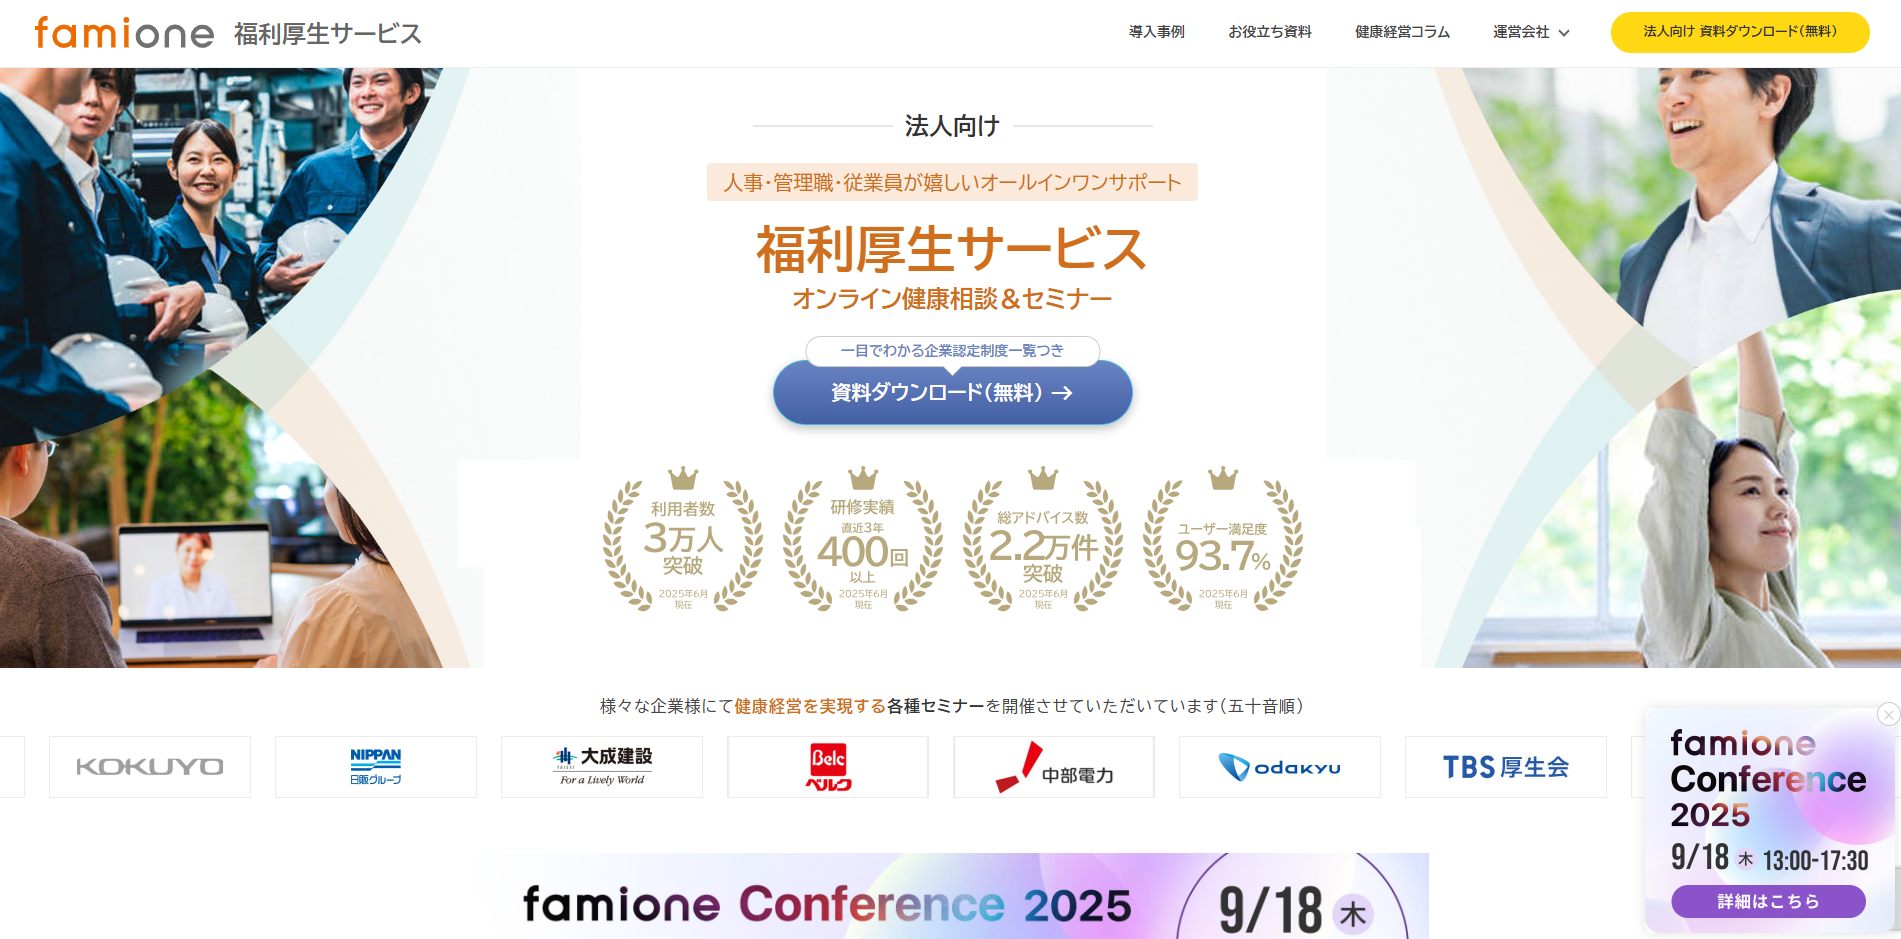 famione 福利厚生サービス
導入事例
お役立ち資料
健康経営コラム
運営会社
法人向け 資料ダウンロード(無料)
法人向け
人事・管理職・従業員が嬉しいオールインワンサポート
福利厚生サービス
オンライン健康相談&セミナー
一目でわかる企業認定制度一覧つき
資料ダウンロード(無料) →
利用者数
3万人
突破
2025年6月
現在
研修実績
直近3年
400回
以上
2025年6月
現在
総アドバイス数
2.2万件
突破
2025年6月
現在
ユーザー満足度
93.7%
2025年6月
現在
様々な企業様にて健康経営を実現する各種セミナーを開催させていただいています(五十音順)
KOKUYO
NIPPAN
日販グループ
TAISEI
大成建設
For a Lively World
Belc
ベルク
中部電力
odakyu
TBS 厚生会
famione Conference 2025
9/18 木
famione
Conference
2025
9/18 木 13:00-17:30
詳細はこちら